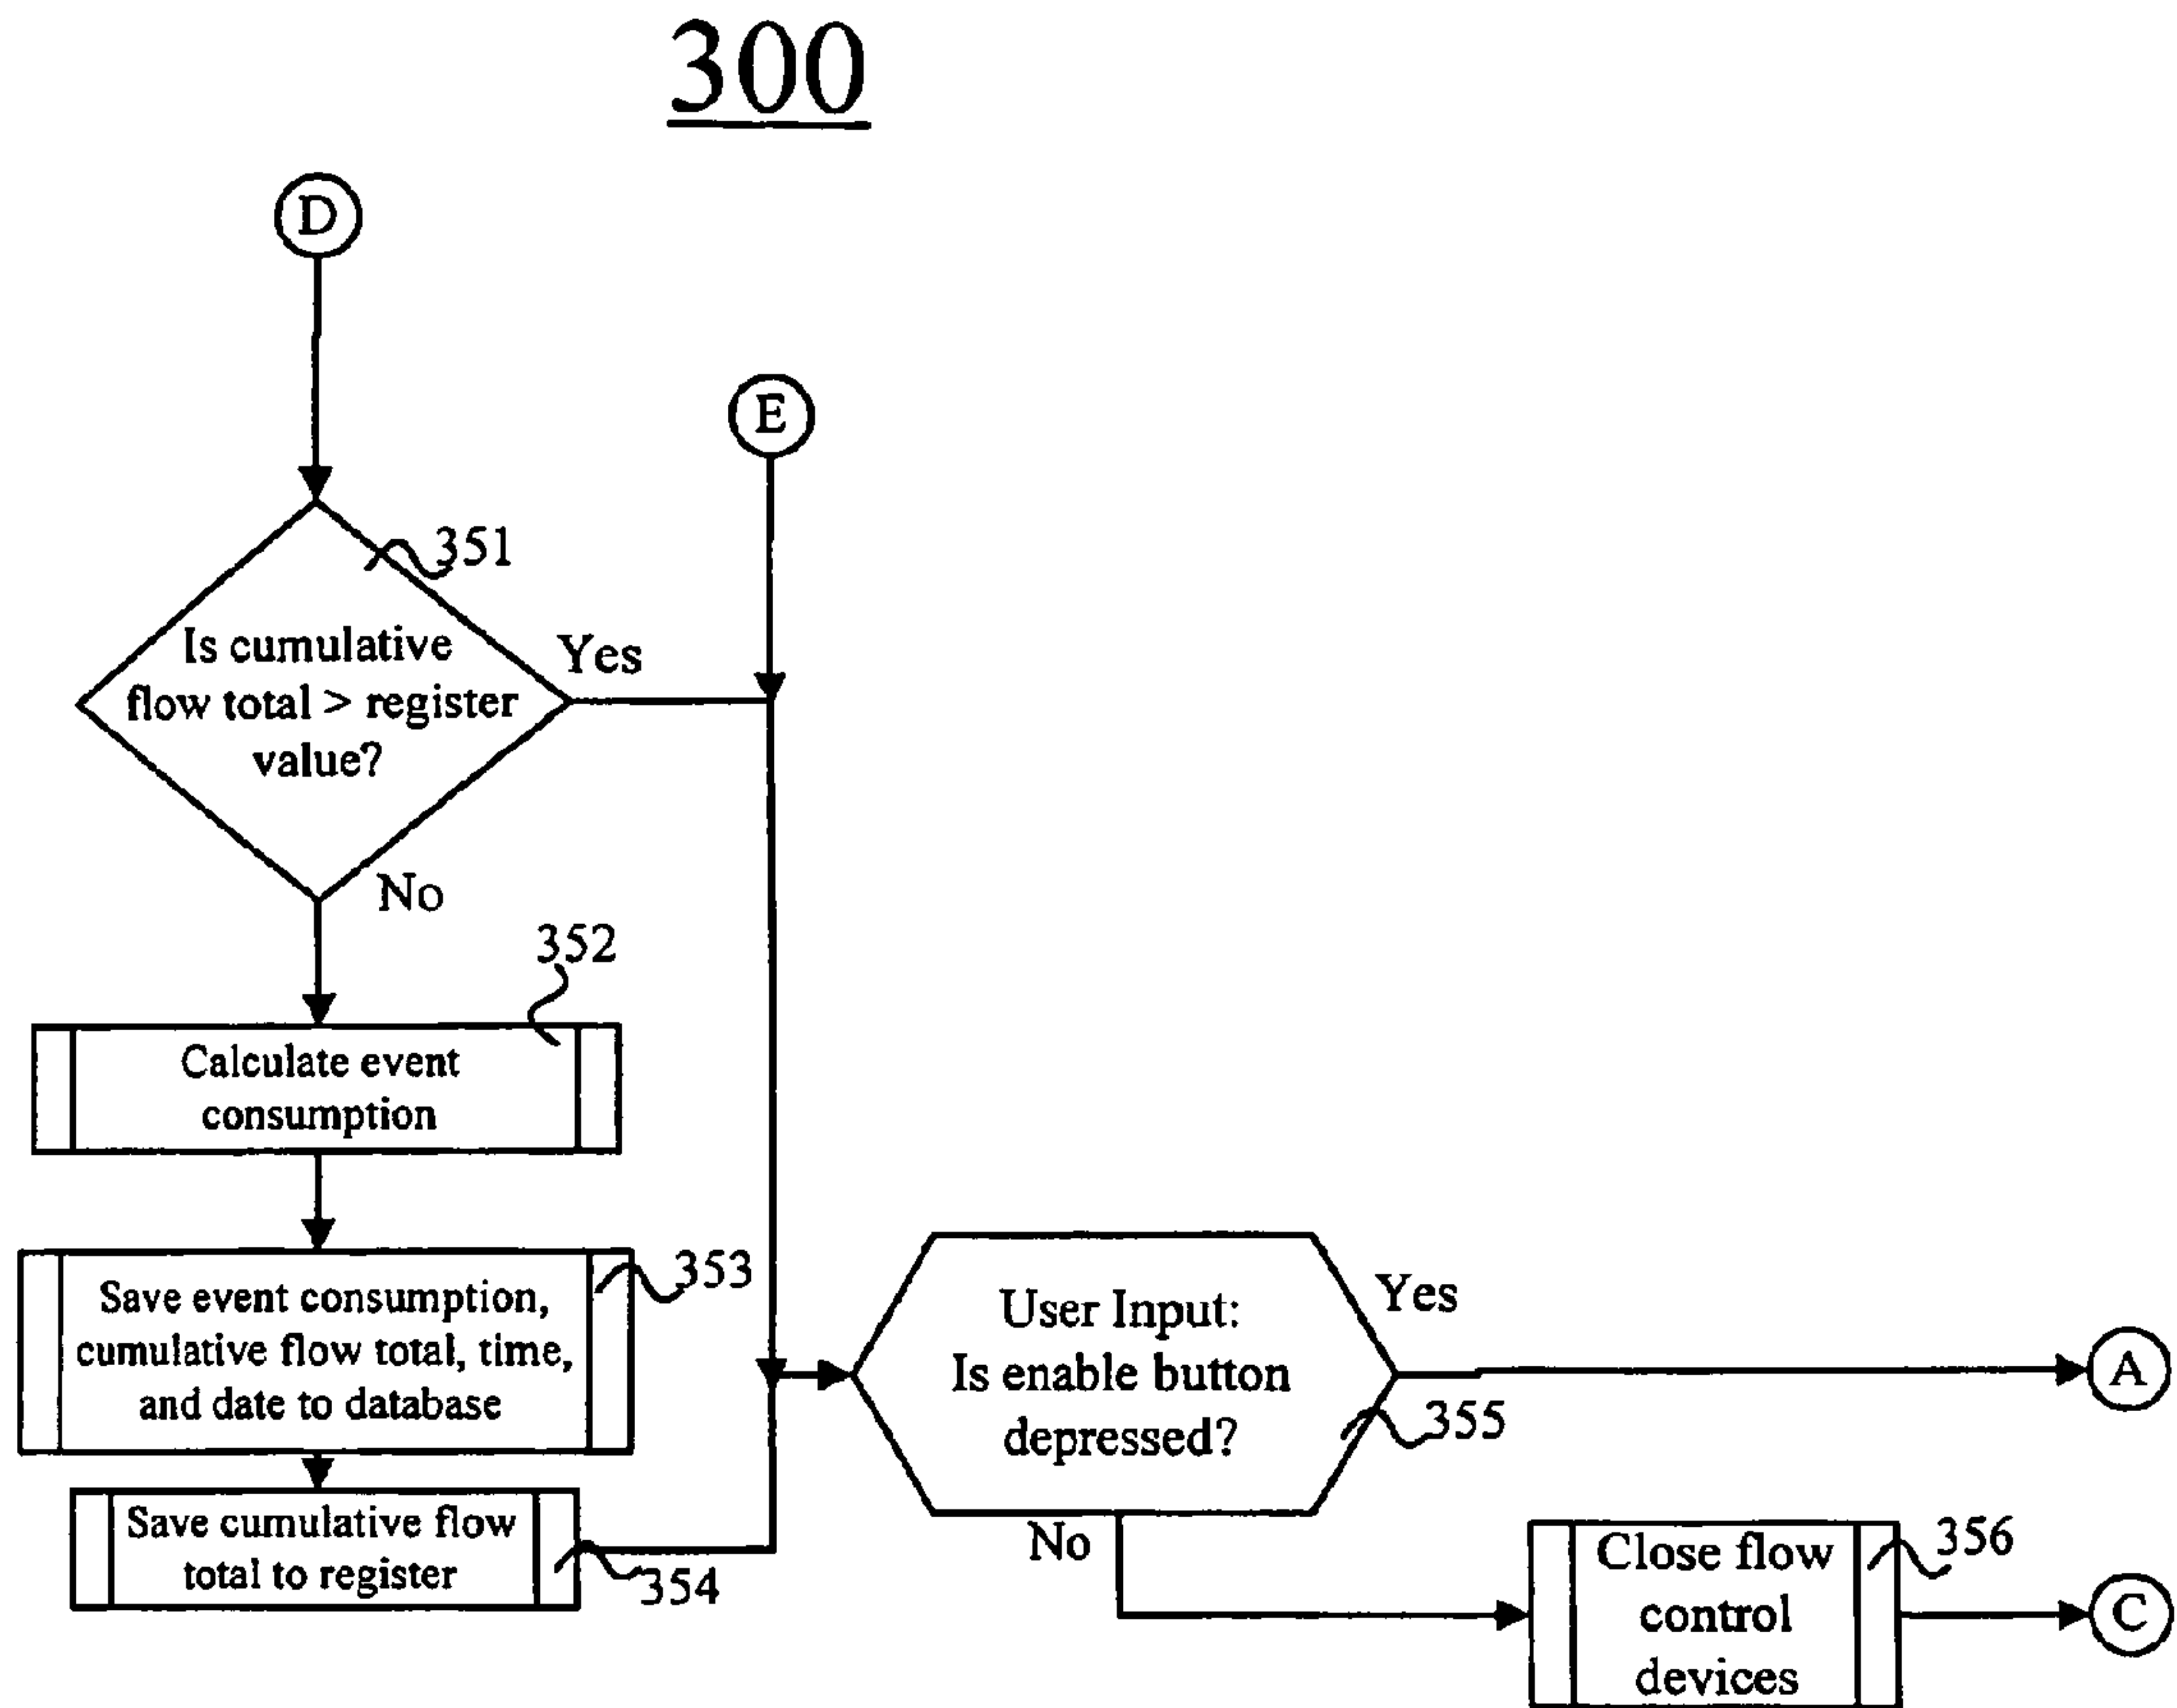 300
D
E
351
Is cumulative
flow total > register
value?
Yes
No
352
Calculate event
consumption
353
Save event consumption,
cumulative flow total, time,
and date to database
Save cumulative flow
total to register
354
User Input:
Is enable button
depressed?
Yes
355
A
No
Close flow
control
devices
356
C